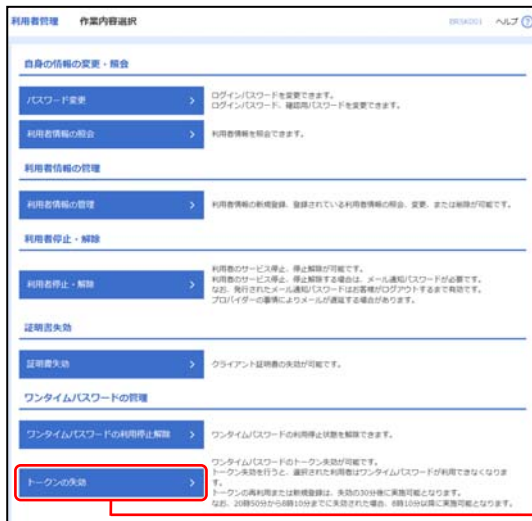 利用者管理 作業内容選択 BRSK001 ヘルプ ?
自身の情報の変更・照会
パスワード変更
ログインパスワードを変更できます。
ログインパスワード、確認用パスワードを変更できます。
利用者情報の照会
利用者情報を照会できます。
利用者情報の管理
利用者情報の管理
利用者情報の新規登録、登録されている利用者情報の照会、変更、または削除が可能です。
利用者停止・解除
利用者停止・解除
利用者のサービス停止、停止解除が可能です。
利用者のサービス停止、停止解除する場合は、メール通知パスワードが必要です。
なお、発行されたメール通知パスワードはお客様がログアウトするまで有効です。
プロバイダーの事情によりメールが遅延する場合があります。
証明書失効
証明書失効
クライアント証明書の失効が可能です。
ワンタイムパスワードの管理
ワンタイムパスワードの利用停止解除
ワンタイムパスワードの利用停止状態を解除できます。
トークンの失効
ワンタイムパスワードのトークン失効が可能です。
トークン失効を行うと、選択された利用者はワンタイムパスワードが利用できなくなりま
す。
トークンの再利用または新規登録は、失効の30分後に実施可能となります。
なお、20時50分から8時10分までに失効された場合、8時10分以降に実施可能となります。